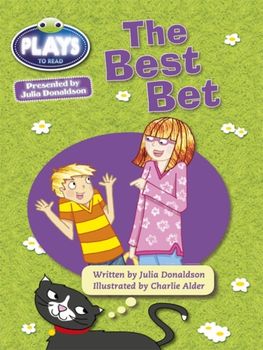 PLAYS
TO READ
Presented by
Julia Donaldson
The
Best
Bet
Written by Julia Donaldson
Illustrated by Charlie Alder